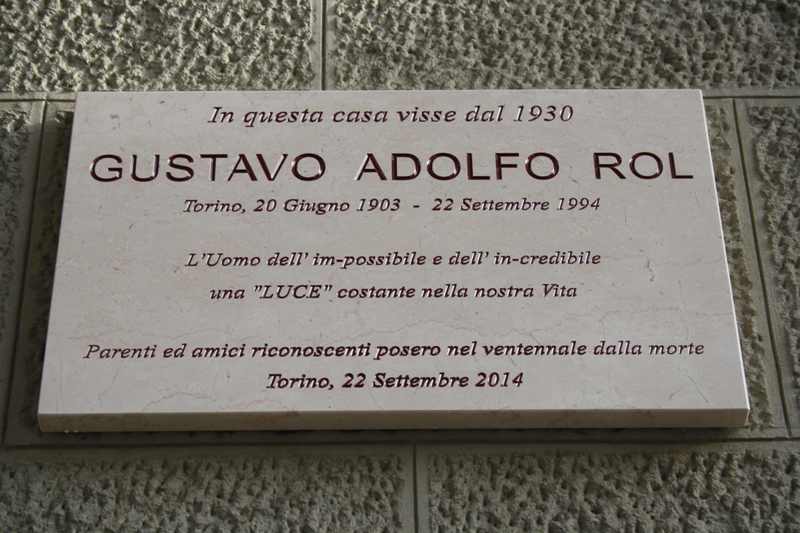 In questa casa visse dal 1930
GUSTAVO ADOLFO ROL
Torino, 20 Giugno 1903 - 22 Settembre 1994
L'Uomo dell' im-possibile e dell' in-credibile
una "LUCE" costante nella nostra Vita
Parenti ed amici riconoscenti posero nel ventennale dalla morte
Torino, 22 Settembre 2014